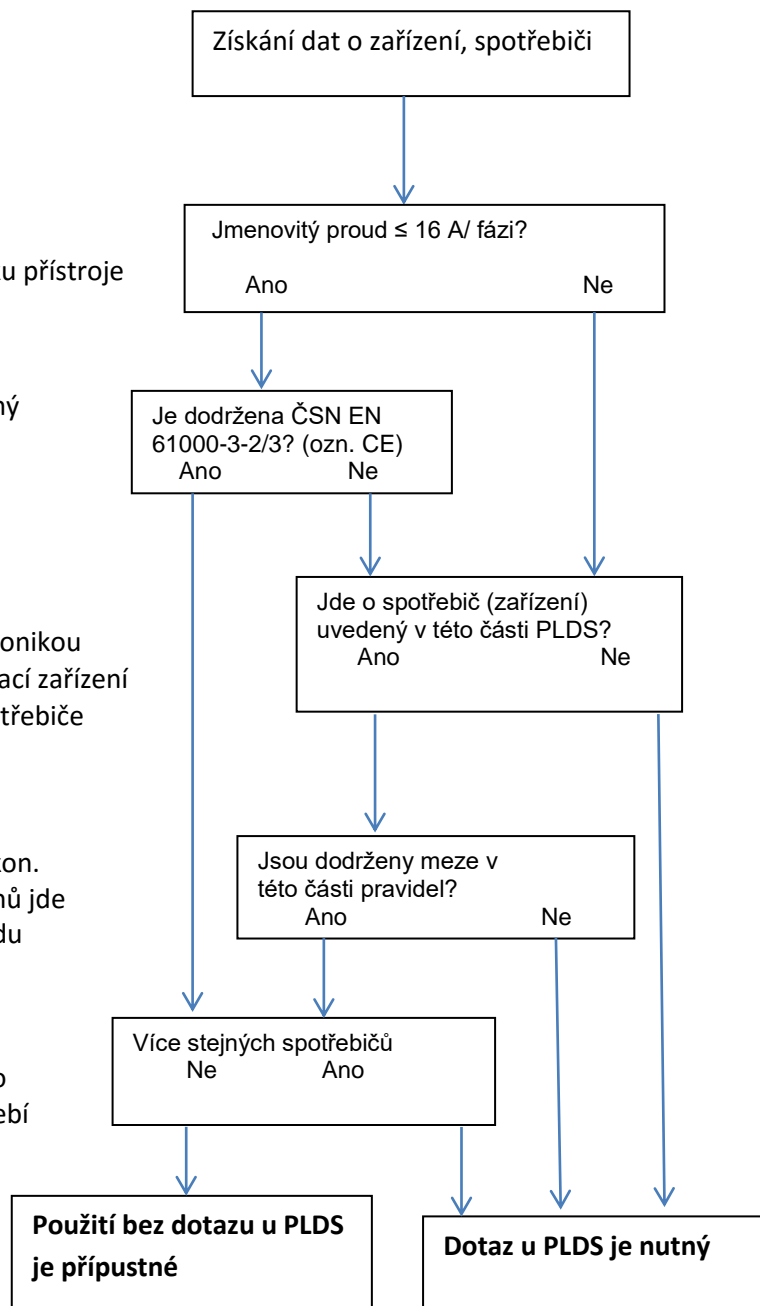 Získání dat o zařízení, spotřebiči
Jmenovitý proud ≤ 16 A/ fázi?
u přístroje
Ano Ne
ný
Je dodržena ČSN EN
61000-3-2/3? (ozn. CE)
Ano Ne
Jde o spotřebič (zařízení)
uvedený v této části PLDS?
onikou
Ano Ne
ací zařízení
třebiče
Jsou dodrženy meze v
této části pravidel?
kon.
nů jde
Ano Ne
du
Více stejných spotřebičů
Ne Ano
o
ebí
Použití bez dotazu u PLDS
je přípustné
Dotaz u PLDS je nutný